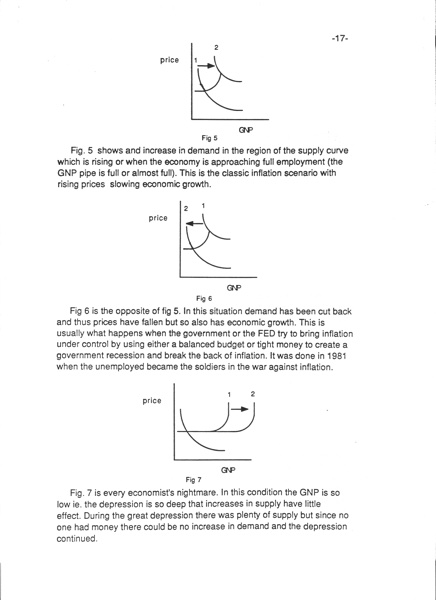 -17-
2
price
1
GNP
Fig 5
Fig. 5 shows and increase in demand in the region of the supply curve
which is rising or when the economy is approaching full employment (the
GNP pipe is full or almost full). This is the classic inflation scenario with
rising prices slowing economic growth.
2 1
price
GNP
Fig 6
Fig 6 is the opposite of fig 5. In this situation demand has been cut back
and thus prices have fallen but so also has economic growth. This is
usually what happens when the government or the FED try to bring inflation
under control by using either a balanced budget or tight money to create a
government recession and break the back of inflation. It was done in 1981
when the unemployed became the soldiers in the war against inflation.
1 2
price
GNP
Fig 7
Fig. 7 is every economist's nightmare. In this condition the GNP is so
low ie. the depression is so deep that increases in supply have little
effect. During the great depression there was plenty of supply but since no
one had money there could be no increase in demand and the depression
continued.